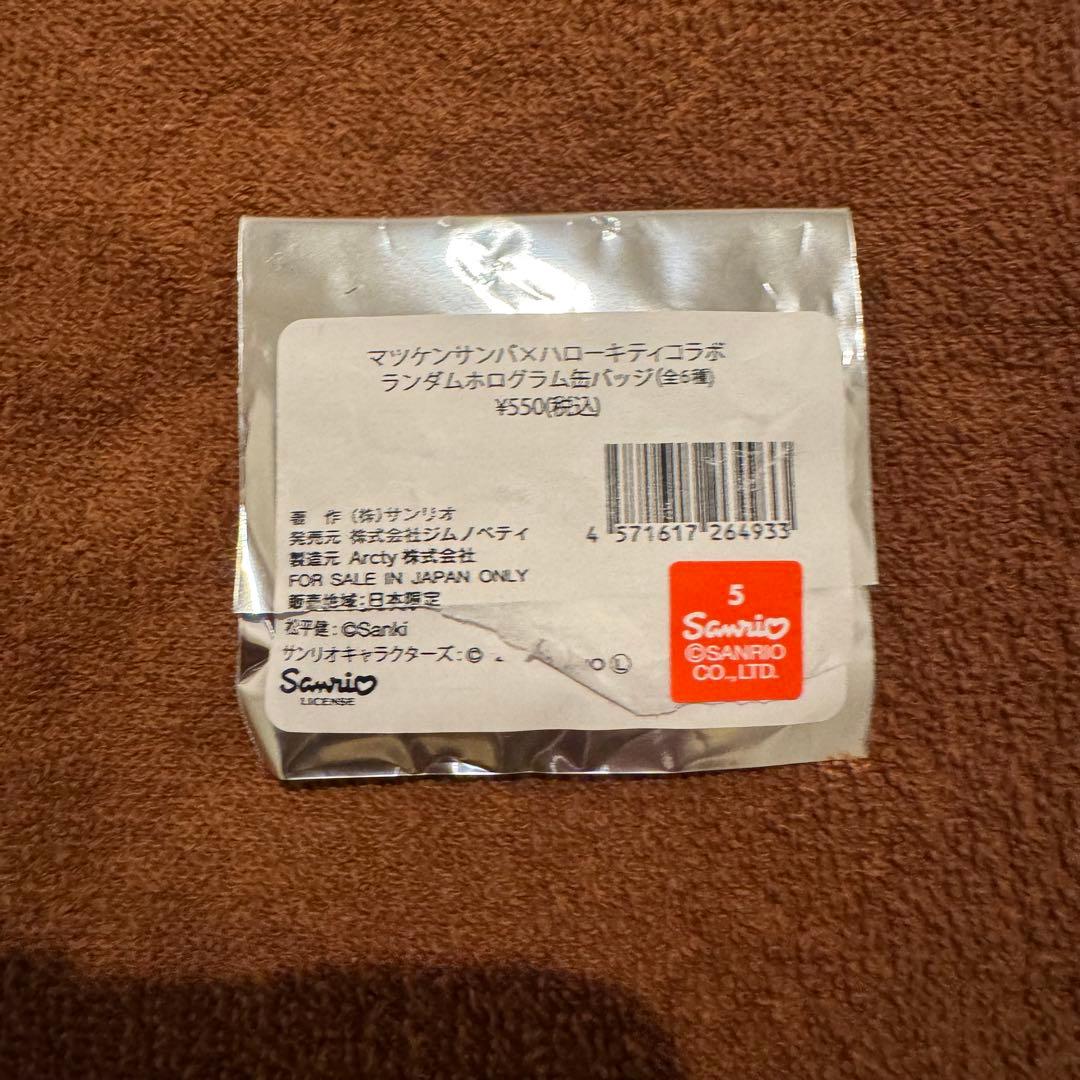 マツケンサンバ×ハローキティコラボ
ランダムホログラム缶バッジ(全6種)
¥550(税込)
4 571617 264933
著 作 (株)サンリオ
発売元 株式会社ジムノベティ
製造元 Arcty株式会社
FOR SALE IN JAPAN ONLY
販売地域:日本限定
松平健:©Sanki
サンリオキャラクターズ:©
Ⓛ
Sanrio
LICENSE
5
Sanrio
©SANRIO
CO.,LTD.